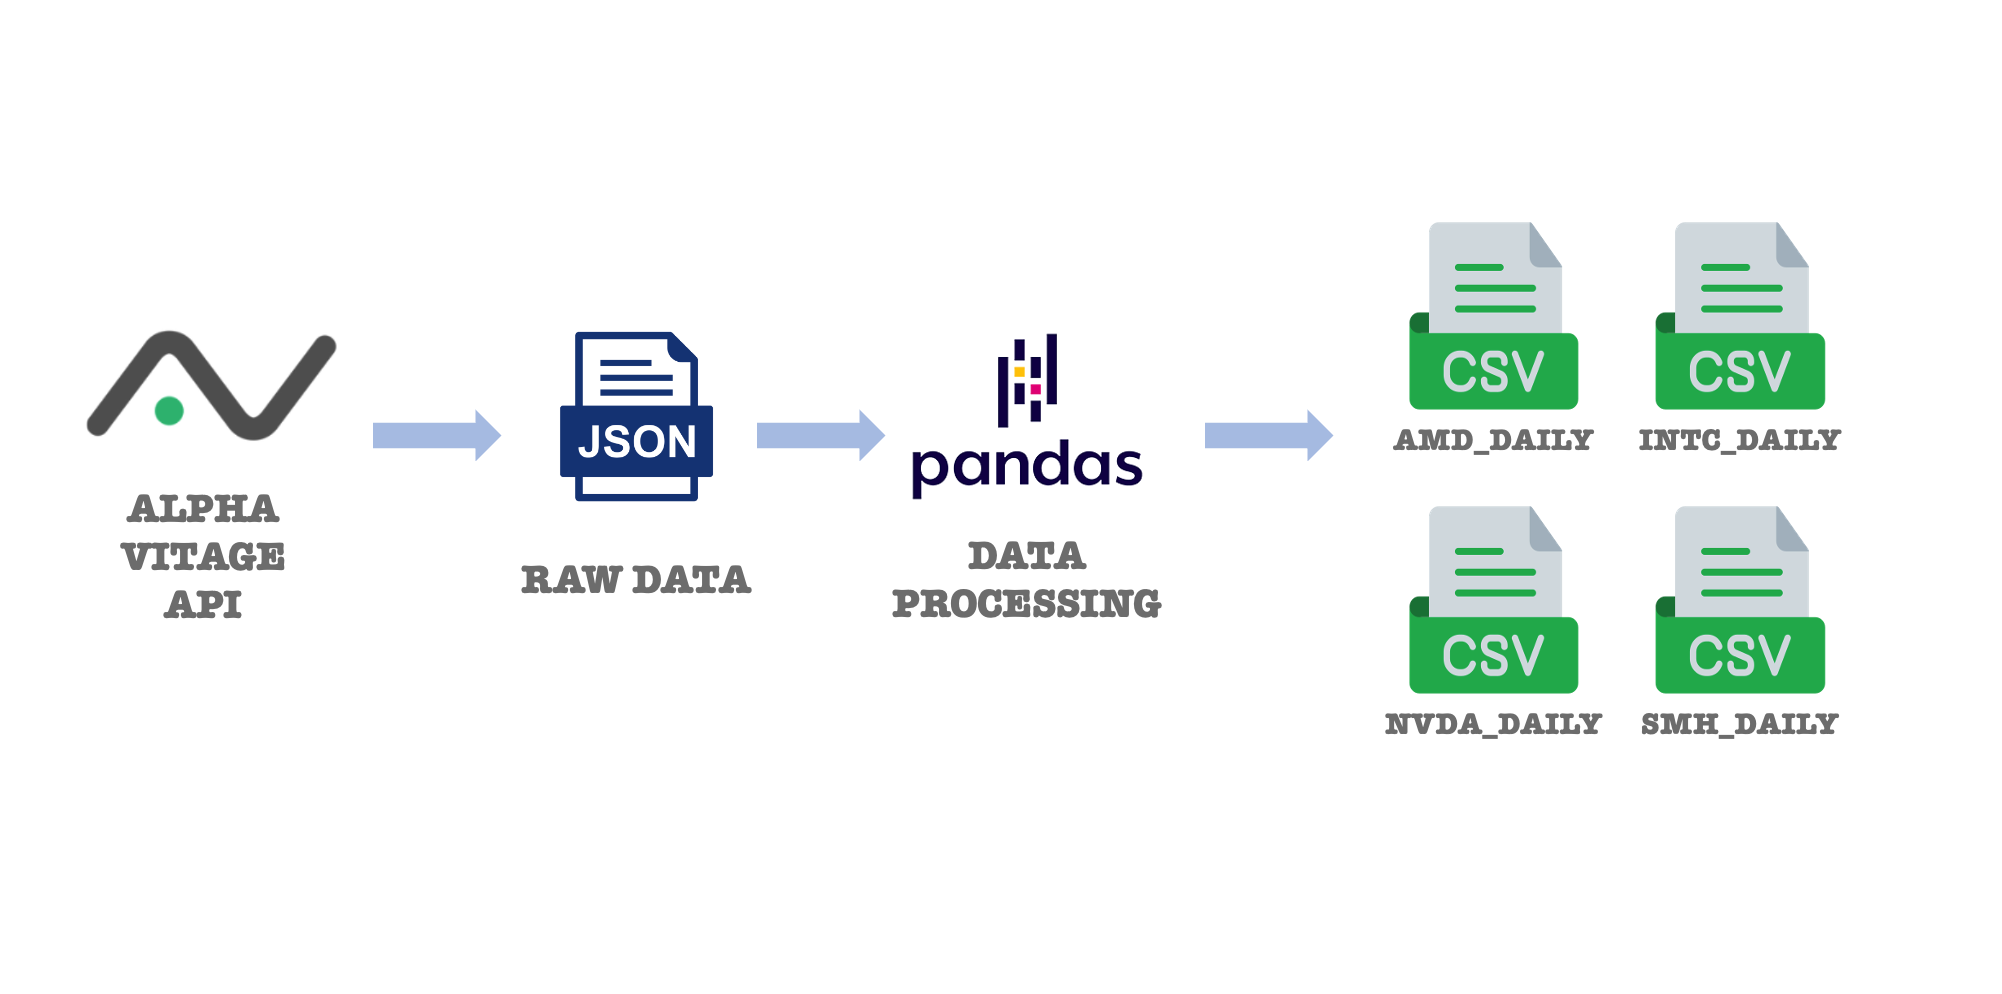 ALPHA
VITAGE
API
JSON
RAW DATA
pandas
DATA
PROCESSING
CSV
CSV
AMD_DAILY
INTC_DAILY
CSV
CSV
NVDA_DAILY
SMH_DAILY